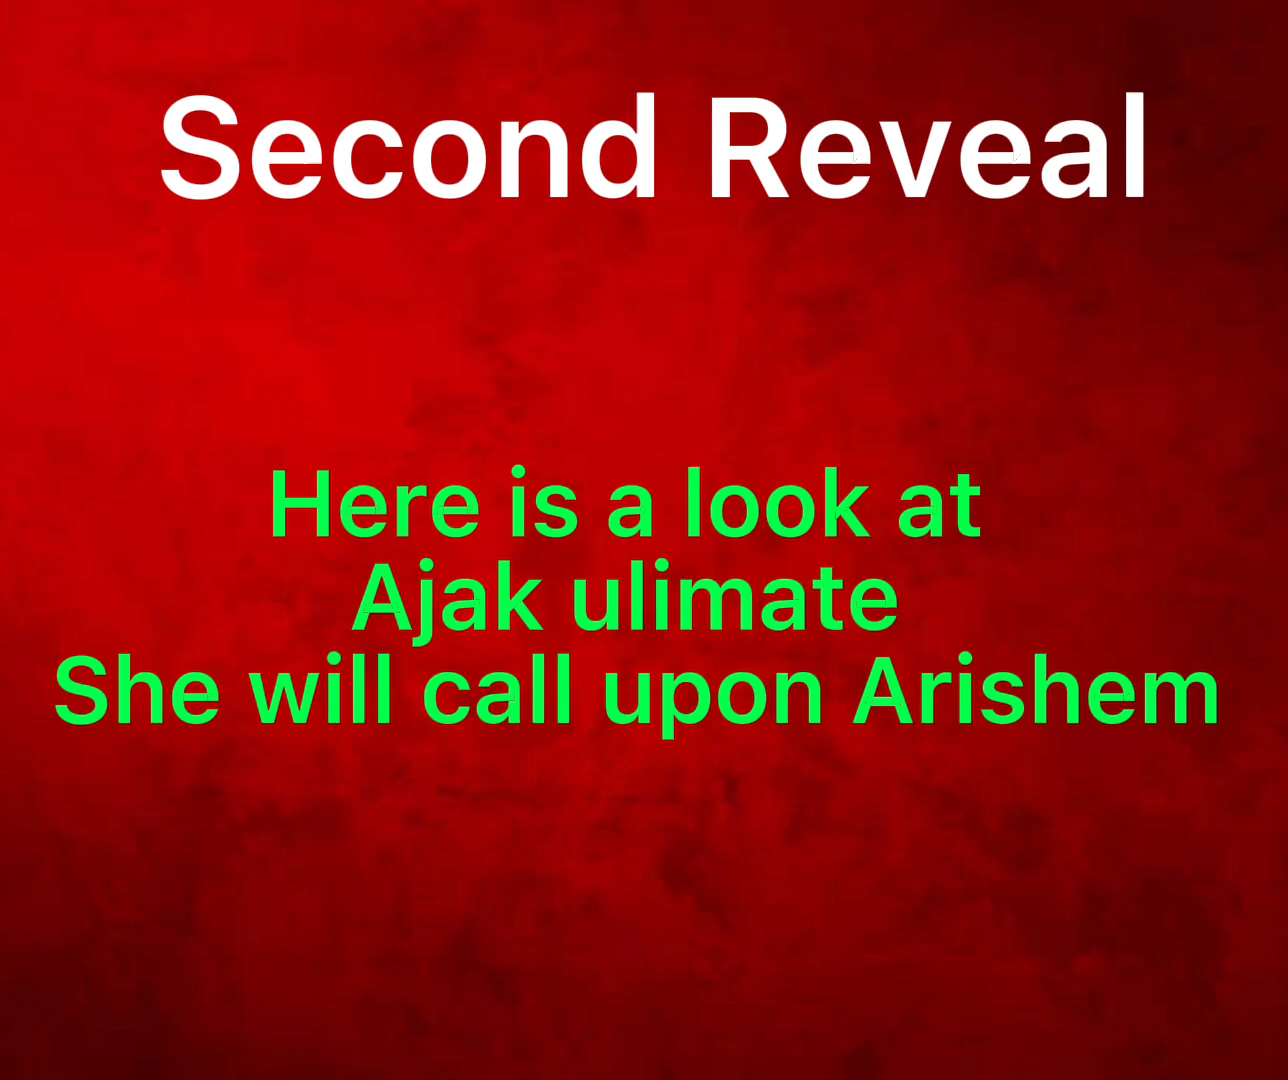 Second Reveal
Here is a look at
Ajak ulimate
She will call upon Arishem